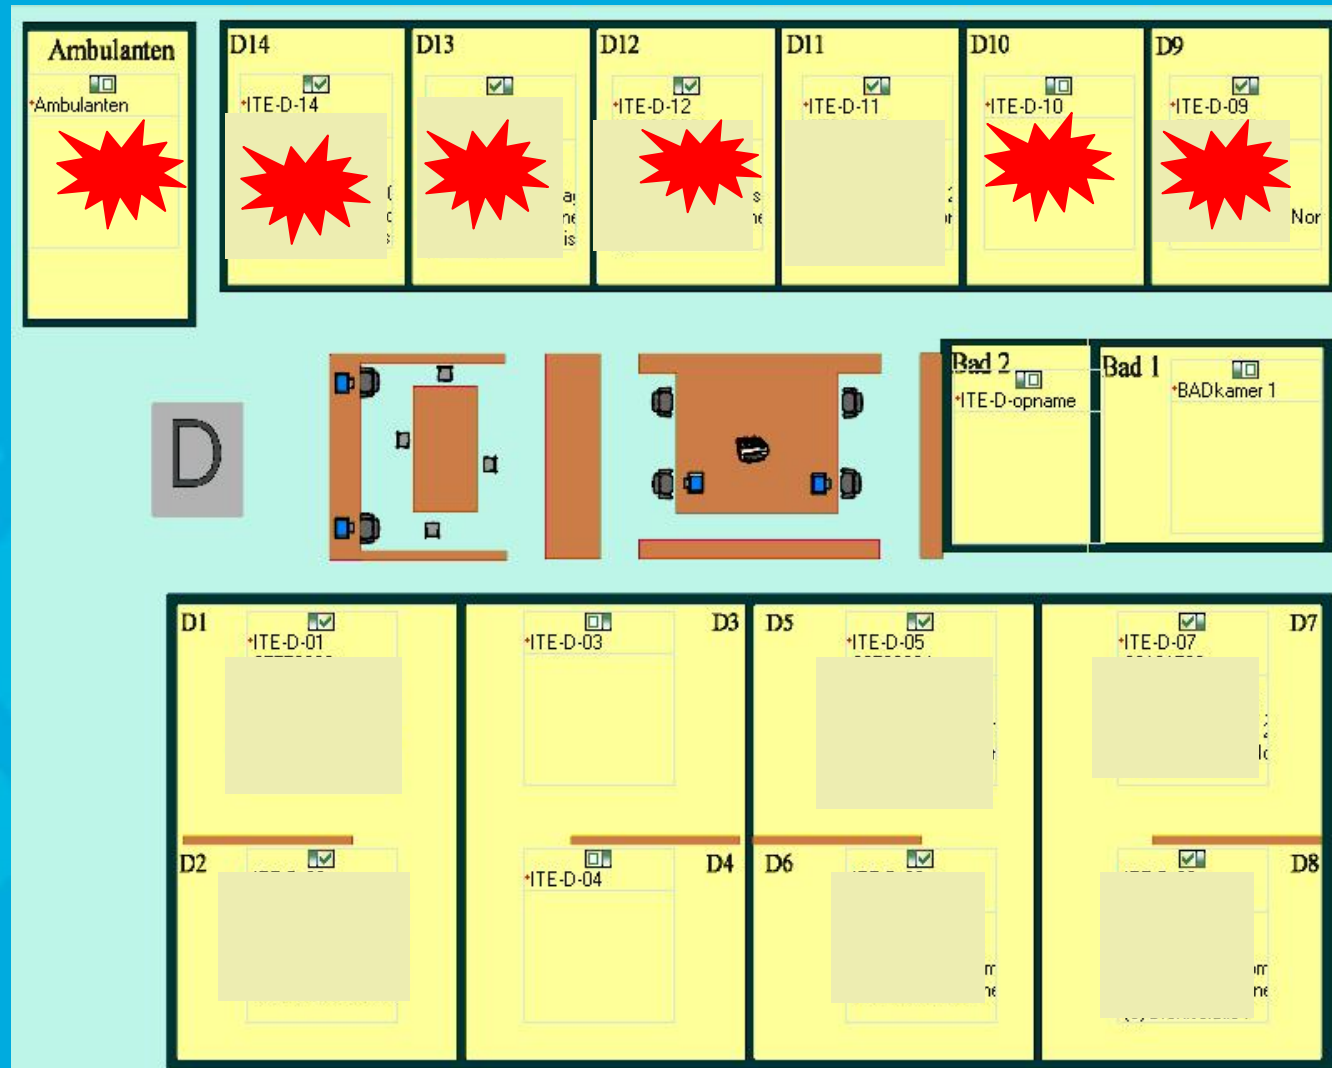 Ambulanten
*Ambulanten
D14
*ITE-D-14
D13
D12
*ITE-D-12
D11
*ITE-D-11
D10
*ITE-D-10
D9
*ITE-D-09
Nor
D
Bad 2
*ITE-D-opname
Bad 1
*BADkamer 1
D1
*ITE-D-01
D3
*ITE-D-03
D5
*ITE-D-05
D7
*ITE-D-07
D2
D4
*ITE-D-04
D6
D8